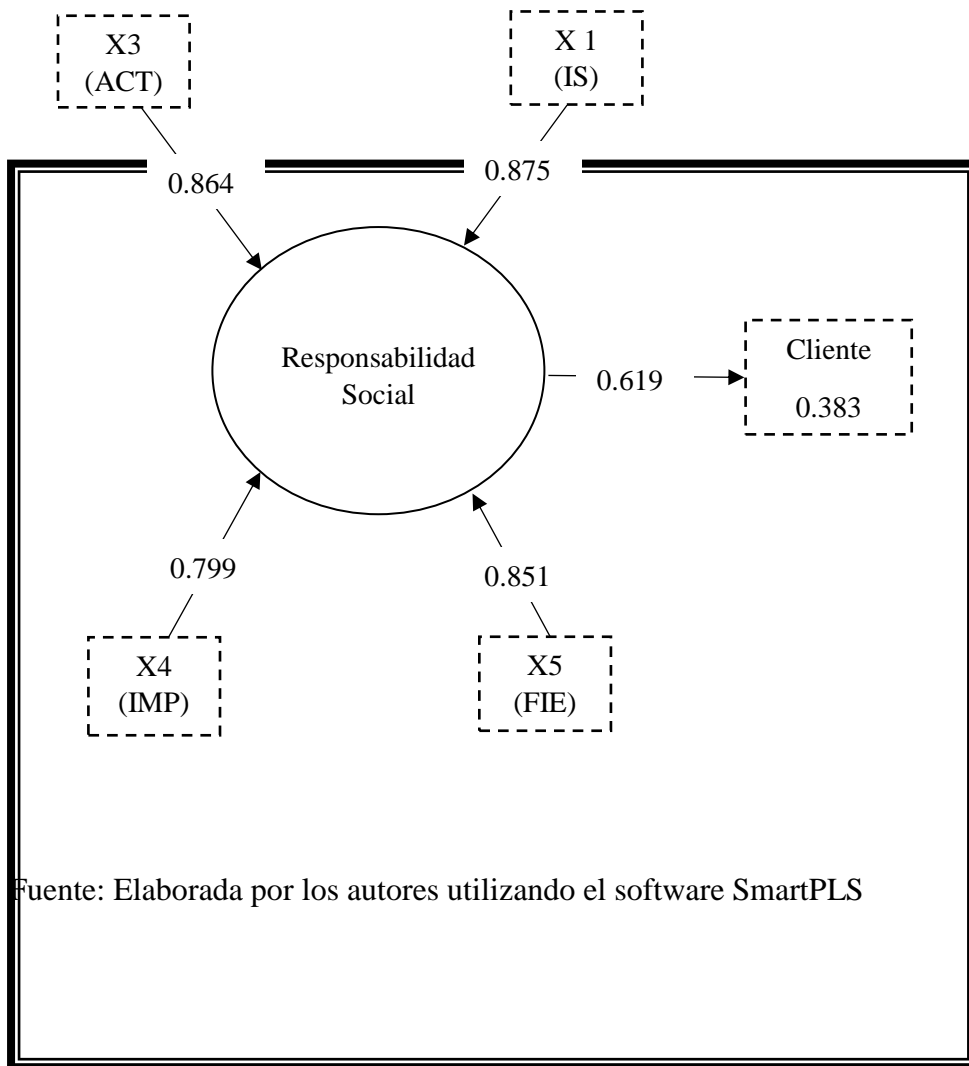 X3
(ACT)
X 1
(IS)
0.864
0.875
Responsabilidad
Social
0.619
Cliente
0.383
0.799
0.851
X4
(IMP)
X5
(FIE)
Fuente: Elaborada por los autores utilizando el software SmartPLS